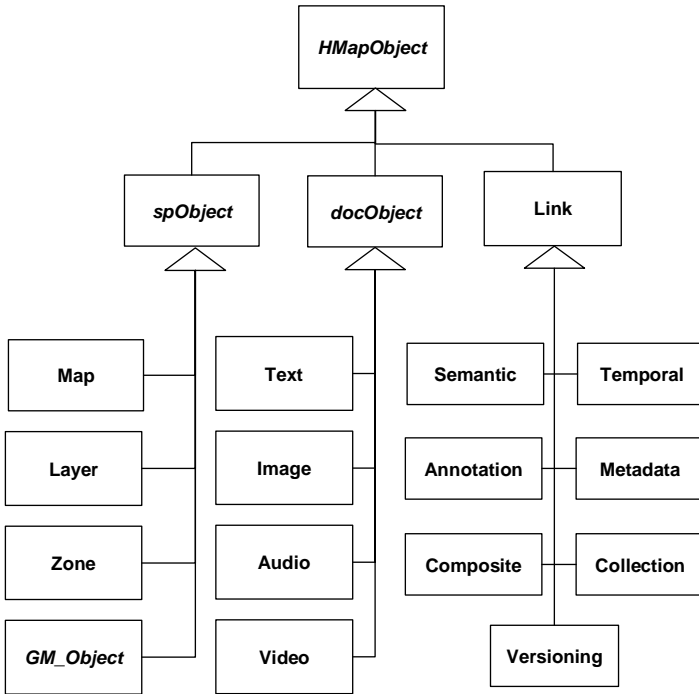 HMapObject
spObject
docObject
Link
Map
Text
Semantic
Temporal
Layer
Image
Annotation
Metadata
Zone
Audio
Composite
Collection
GM_Object
Video
Versioning